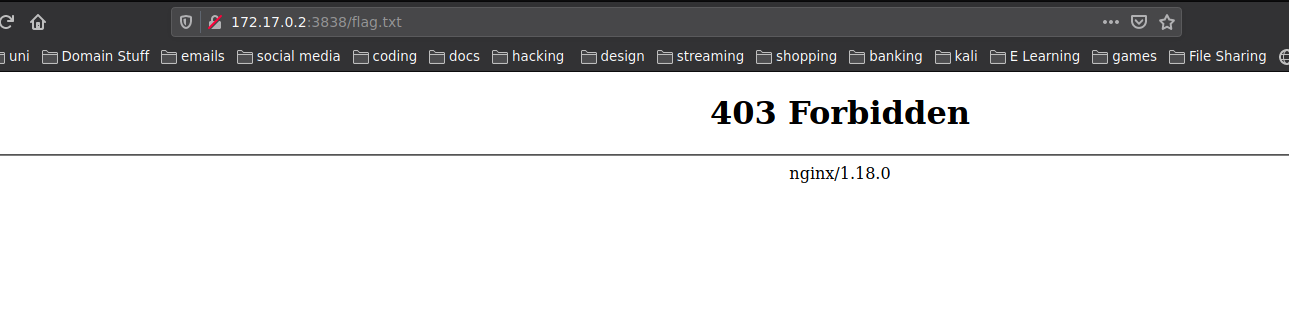 172.17.0.2:3838/flag.txt
uni Domain Stuff emails social media coding docs hacking design streaming shopping banking kali E Learning games File Sharing
403 Forbidden
nginx/1.18.0